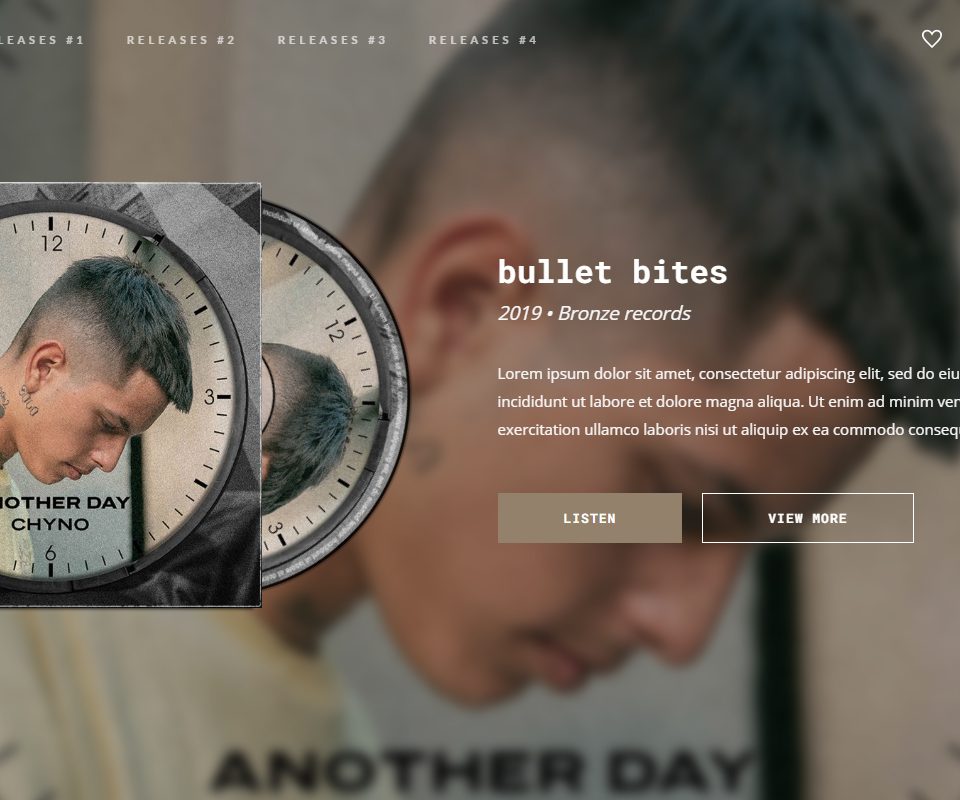 LEASES #1 RELEASES #2 RELEASES #3 RELEASES #4
12
3
6
NOTHER DAY
CHYNO
12
3
bullet bites
2019 • Bronze records
Lorem ipsum dolor sit amet, consectetur adipiscing elit, sed do eiu
incididunt ut labore et dolore magna aliqua. Ut enim ad minim ven
exercitation ullamco laboris nisi ut aliquip ex ea commodo consequ
LISTEN VIEW MORE
ANOTHER DAY